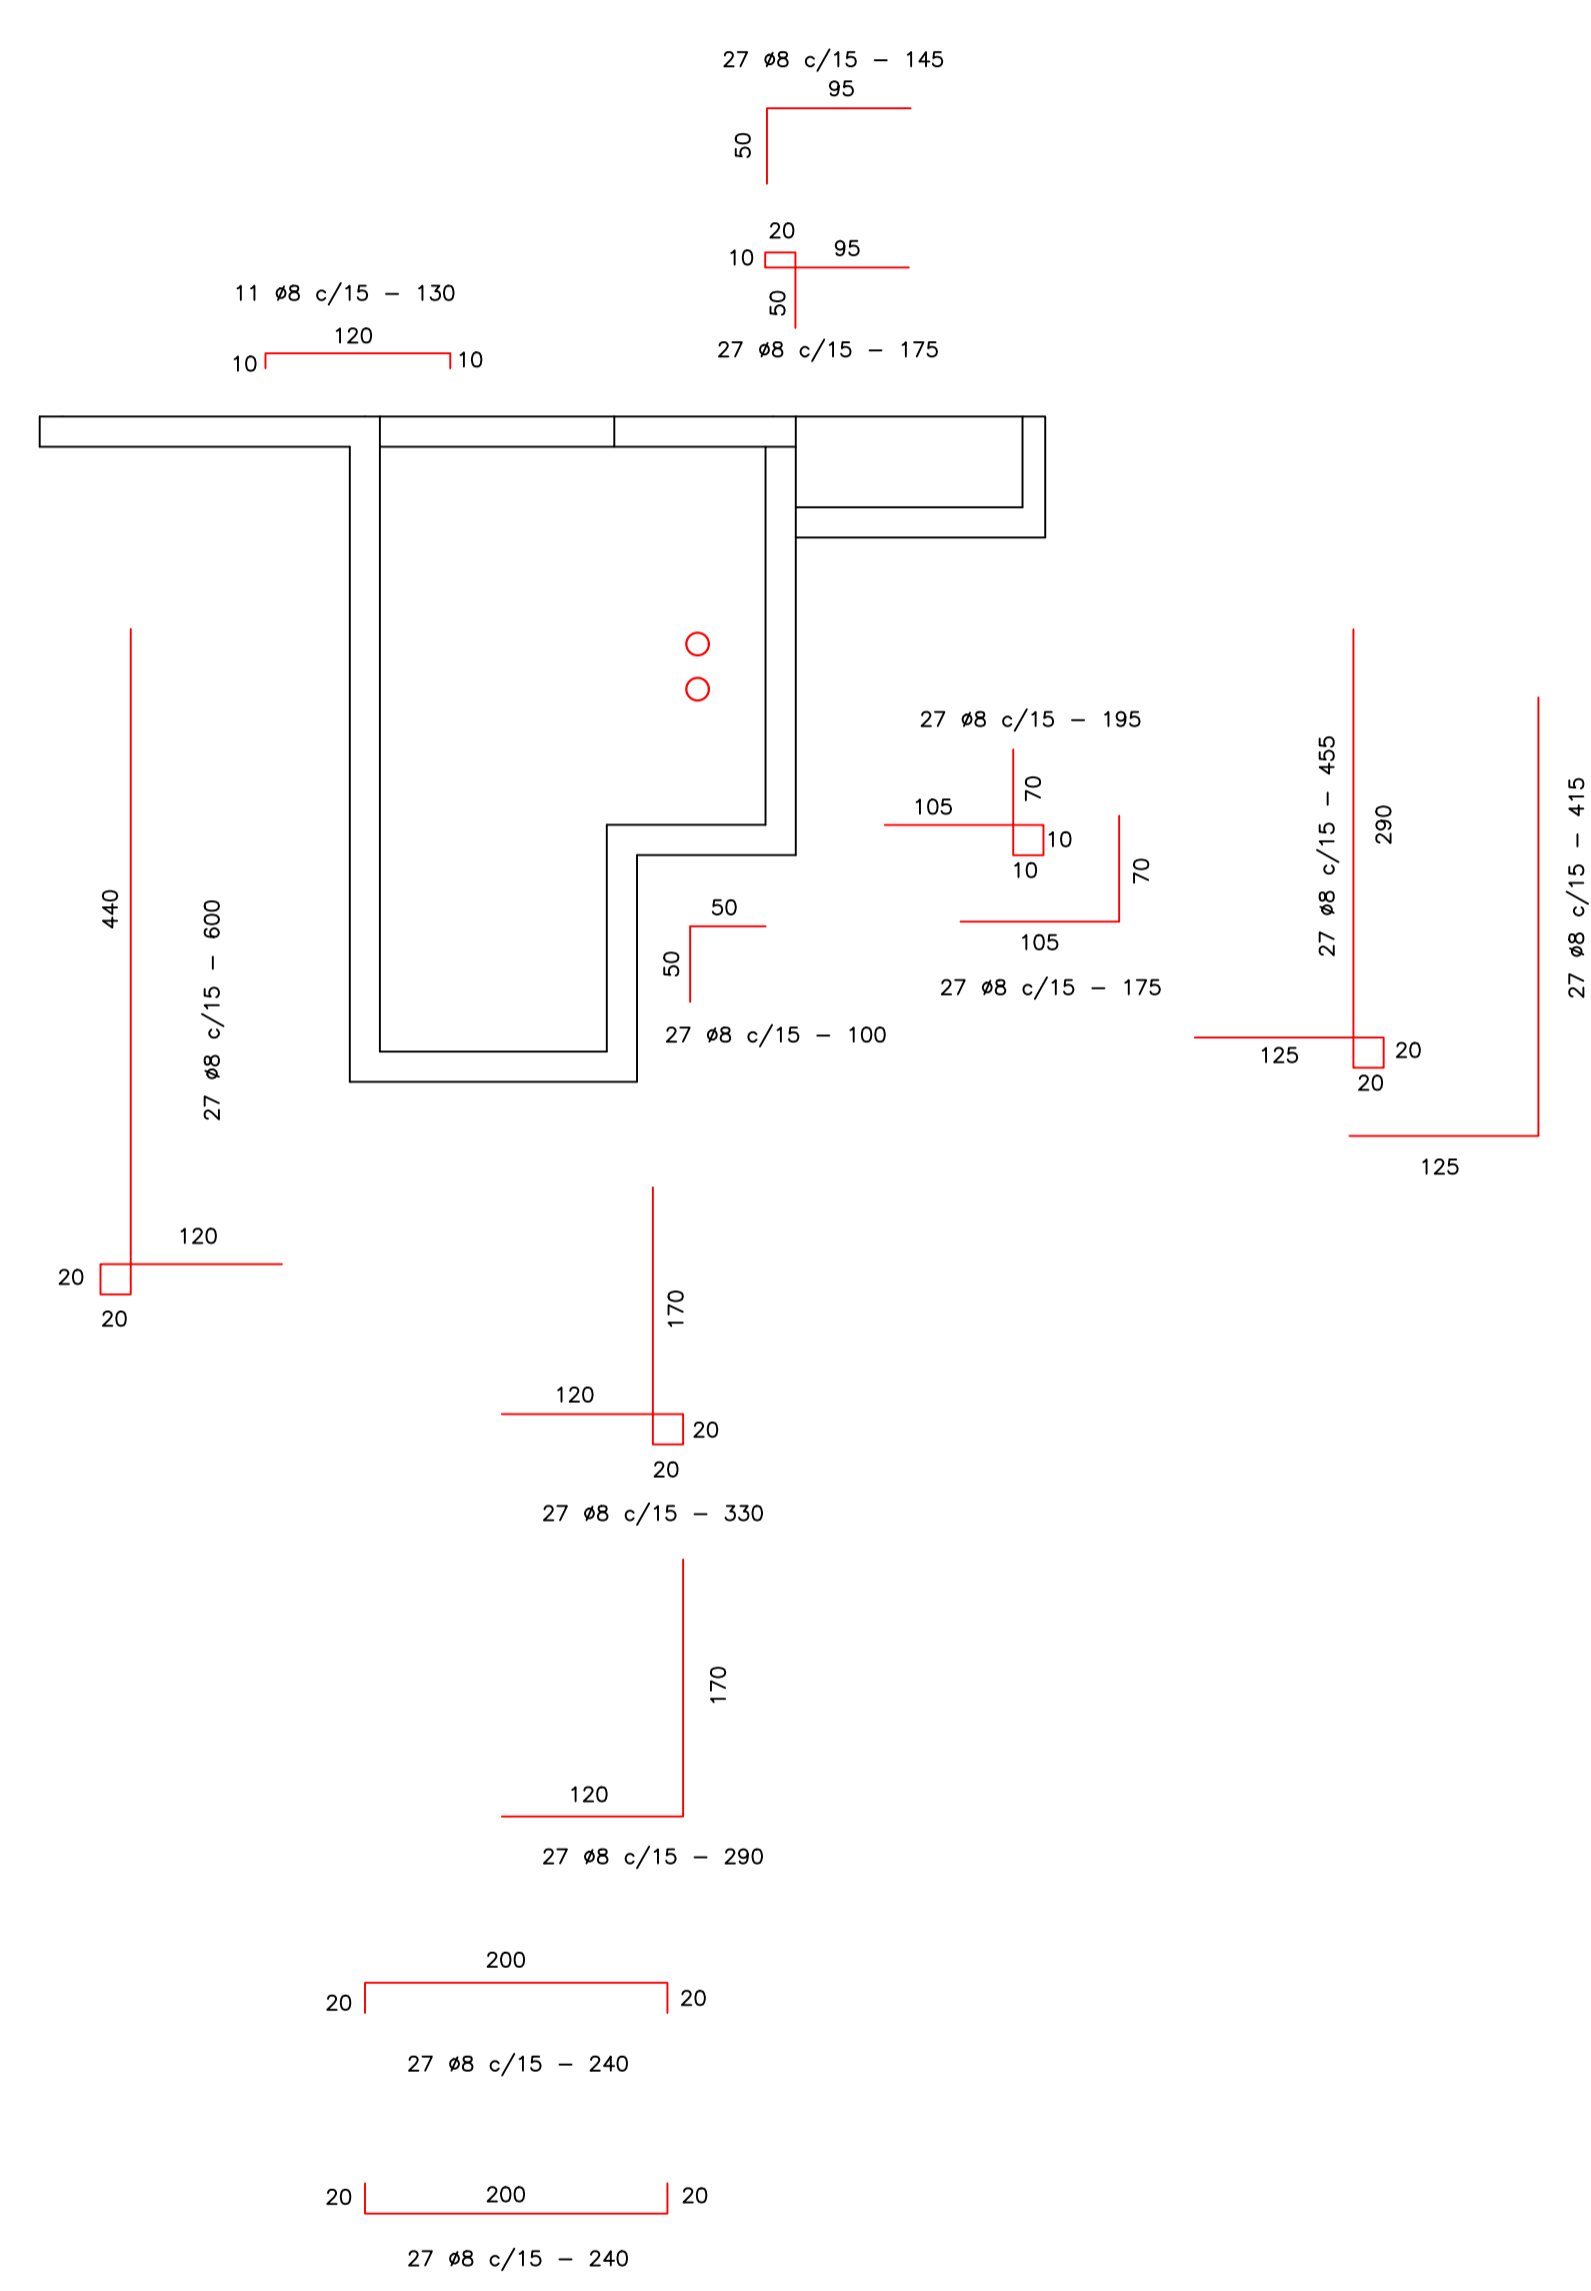 27 ø8 c/15 – 145
95
50
20
10
95
50
27 ø8 c/15 – 175
11 ø8 c/15 – 130
120
10
10
27 ø8 c/15 – 195
70
105
10
10
70
105
27 ø8 c/15 – 175
50
50
27 ø8 c/15 – 100
27 ø8 c/15 – 455
290
125
20
20
27 ø8 c/15 – 415
125
440
27 ø8 c/15 – 600
120
20
20
170
120
20
20
27 ø8 c/15 – 330
170
120
27 ø8 c/15 – 290
200
20
20
27 ø8 c/15 – 240
20
200
20
27 ø8 c/15 – 240